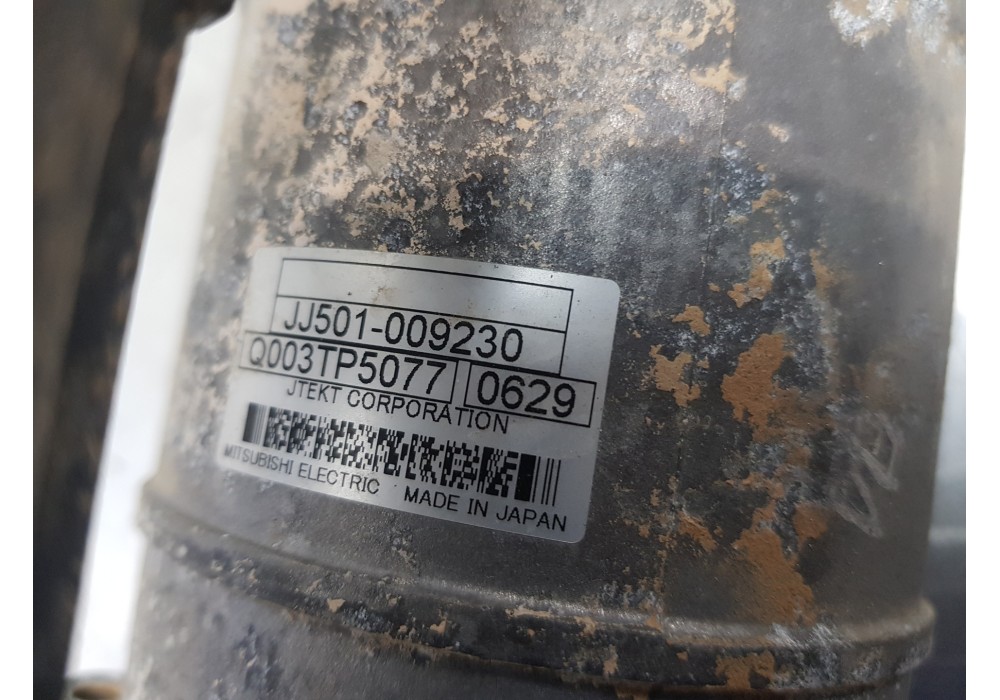 JJ501-009230
Q003TP5077 0629
JTEKT CORPORATION
MITSUBISHI ELECTRIC MADE IN JAPAN